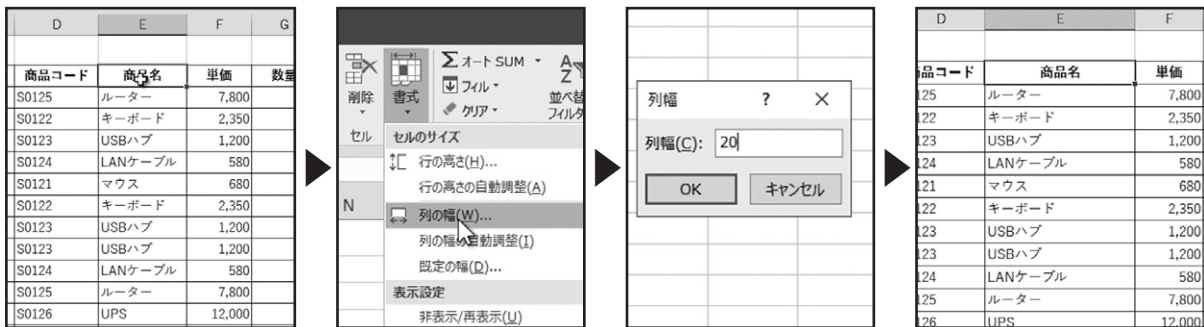 D E F G
商品コード 商品名 単価 数量
S0125 ルーター 7,800
S0122 キーボード 2,350
S0123 USBハブ 1,200
S0124 LANケーブル 580
S0121 マウス 680
S0122 キーボード 2,350
S0123 USBハブ 1,200
S0123 USBハブ 1,200
S0124 LANケーブル 580
S0125 ルーター 7,800
S0126 UPS 12,000
削除
セル
書式
オート SUM
フィル
クリア
並べ替
フィルタ
N
セルのサイズ
行の高さ(H)...
行の高さの自動調整(A)
列の幅(W)...
列の幅の自動調整(I)
既定の幅(D)...
表示設定
非表示/再表示(U)
列幅 ? ×
列幅(C): 20
OK キャンセル
D E F
品コード 商品名 単価
125 ルーター 7,800
122 キーボード 2,350
123 USBハブ 1,200
124 LANケーブル 580
121 マウス 680
122 キーボード 2,350
123 USBハブ 1,200
123 USBハブ 1,200
124 LANケーブル 580
125 ルーター 7,800
126 UPS 12,000